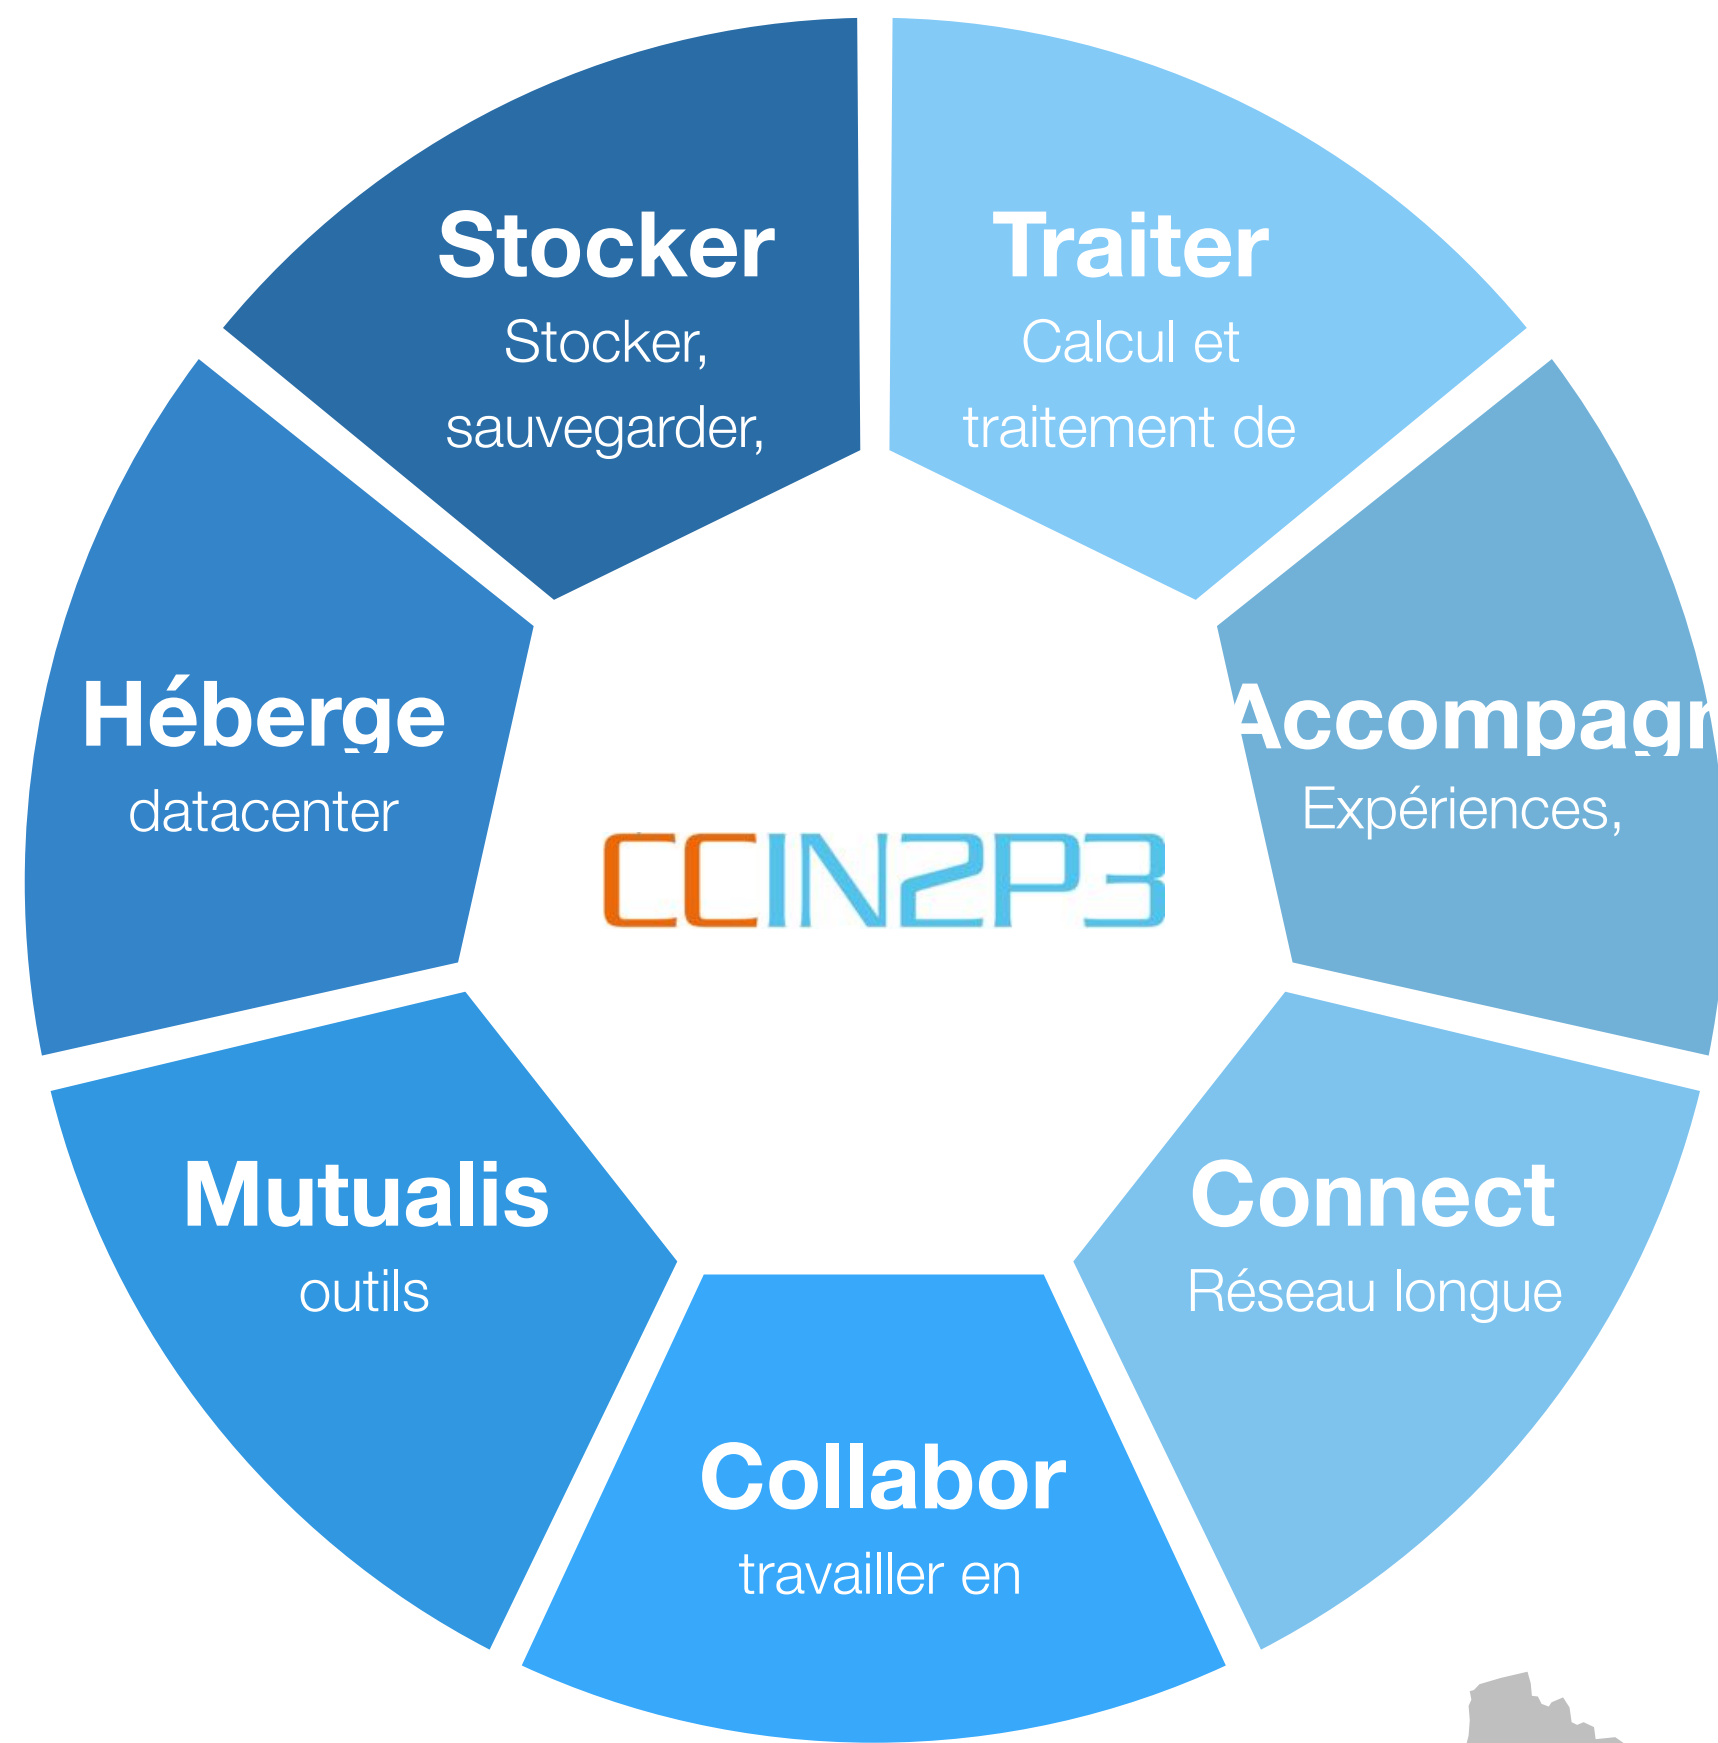 Stocker
Stocker,
sauvegarder,
Traiter
Calcul et
traitement de
Héberge
datacenter
Accompagn
Expériences,
CCIN2P3
Mutualis
outils
Connect
Réseau longue
Collabor
travailler en